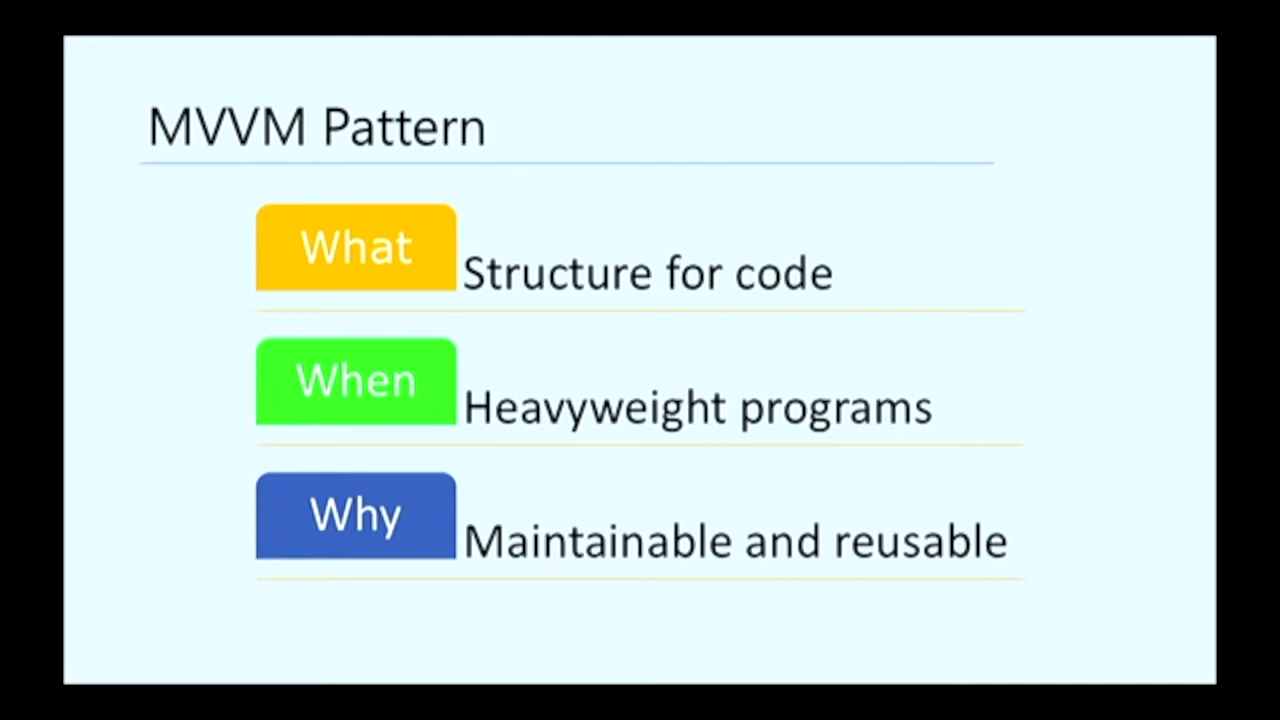 MVVM Pattern
What
Structure for code
When
Heavyweight programs
Why
Maintainable and reusable